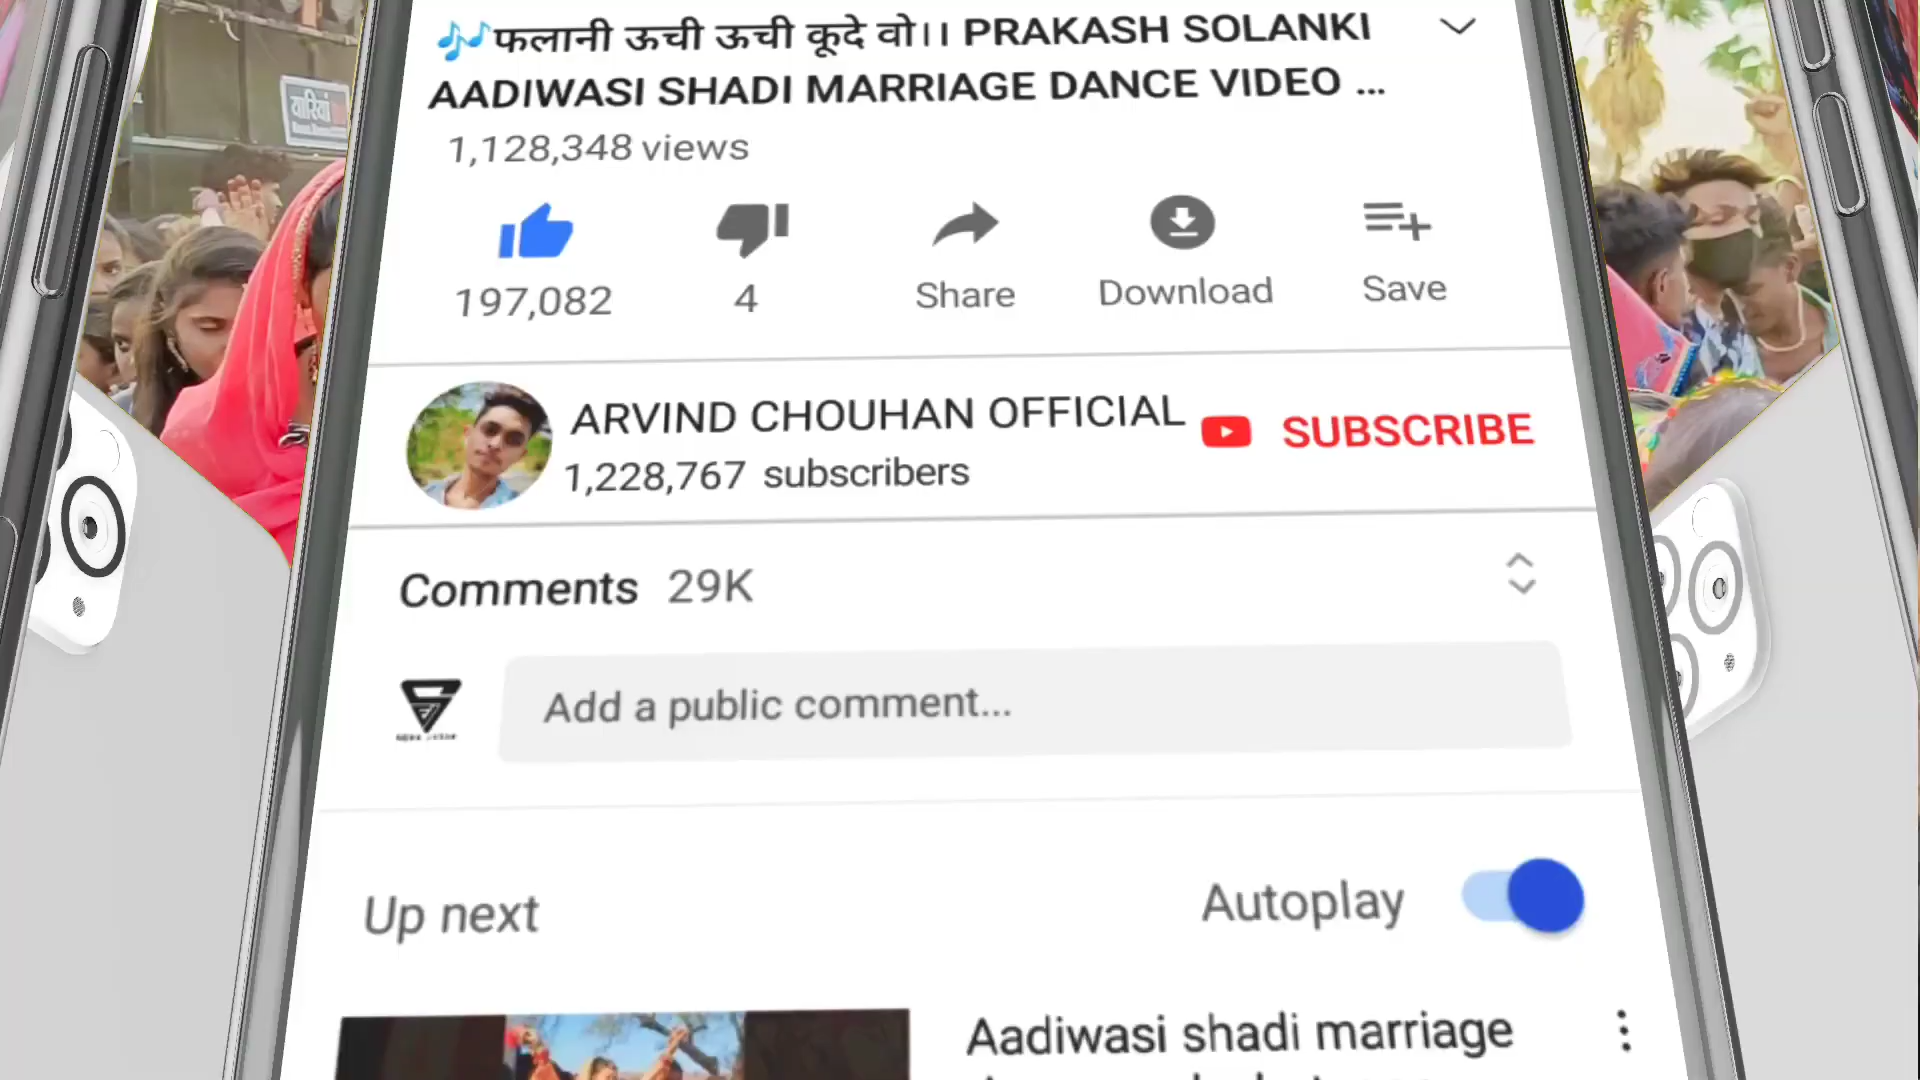 🎶फलानी ऊची ऊची कूदे वो।। PRAKASH SOLANKI
AADIWASI SHADI MARRIAGE DANCE VIDEO ...
1,128,348 views
197,082
4
Share
Download
Save
ARVIND CHOUHAN OFFICIAL
1,228,767 subscribers
SUBSCRIBE
Comments 29K
Add a public comment...
Up next
Autoplay
Aadiwasi shadi marriage